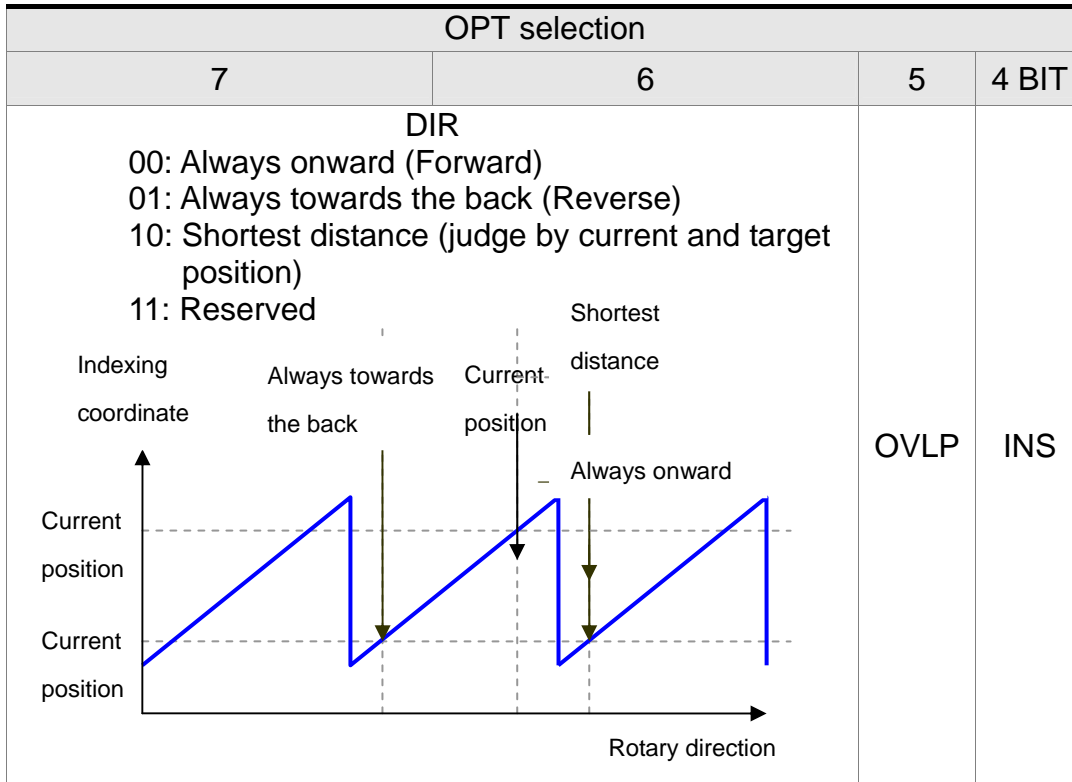 OPT selection
7 6 5 4 BIT
DIR
00: Always onward (Forward)
01: Always towards the back (Reverse)
10: Shortest distance (judge by current and target
position)
11: Reserved
Shortest
distance
Indexing
coordinate
Always towards
the back
Current
position
Always onward
OVLP INS
Current
position
Current
position
Rotary direction